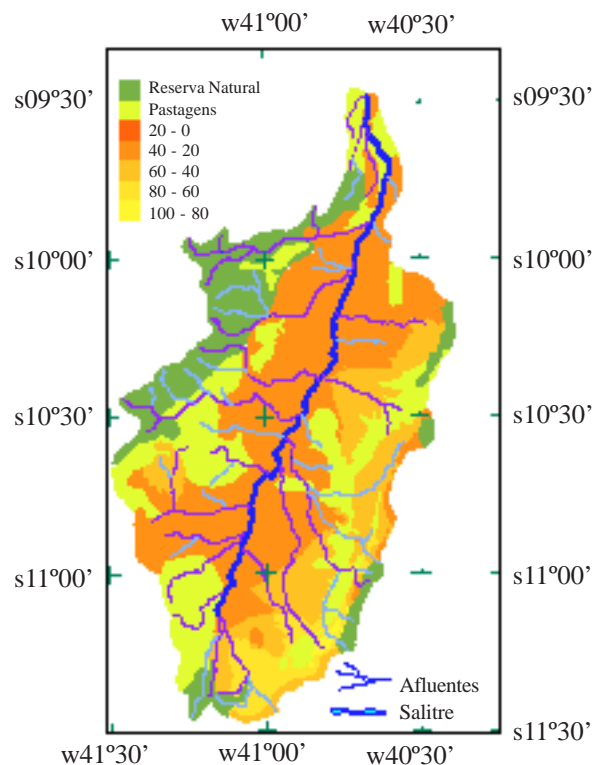 w41º00’ w40º30’
s09º30’ s09º30’
Reserva Natural
Pastagens
20 - 0
40 - 20
60 - 40
80 - 60
100 - 80
s10º00’ s10º00’
s10º30’ s10º30’
s11º00’ s11º00’
Afluentes
Salitre
s11º30’
w41º30’ w41º00’ w40º30’